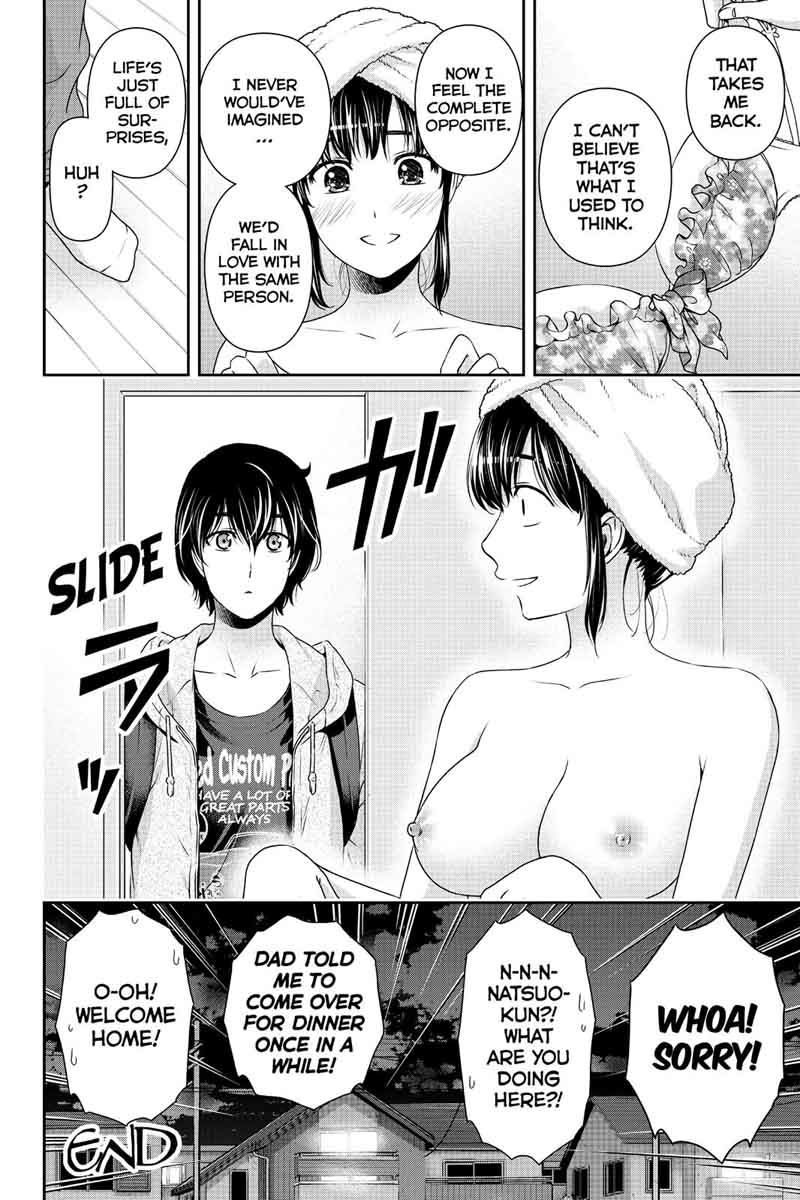 THAT
TAKES
ME
BACK.
I CAN'T
BELIEVE
THAT'S
WHAT I
USED TO
THINK.
NOW I
FEEL THE
COMPLETE
OPPOSITE.
I NEVER
WOULD'VE
IMAGINED
...
WE'D
FALL IN
LOVE WITH
THE SAME
PERSON.
LIFE'S
JUST
FULL OF
SUR-
PRISES,
HUH
?
ガ
ラ
ッ
SLIDE
ed Custom P
HAVE A LOT OF
GREAT PARTS
ALWAYS
WHOA!
SORRY!
N-N-N-
NATSUO-
KUN?!
WHAT
ARE YOU
DOING
HERE?!
DAD TOLD
ME TO
COME OVER
FOR DINNER
ONCE IN A
WHILE!
O-OH!
WELCOME
HOME!
END